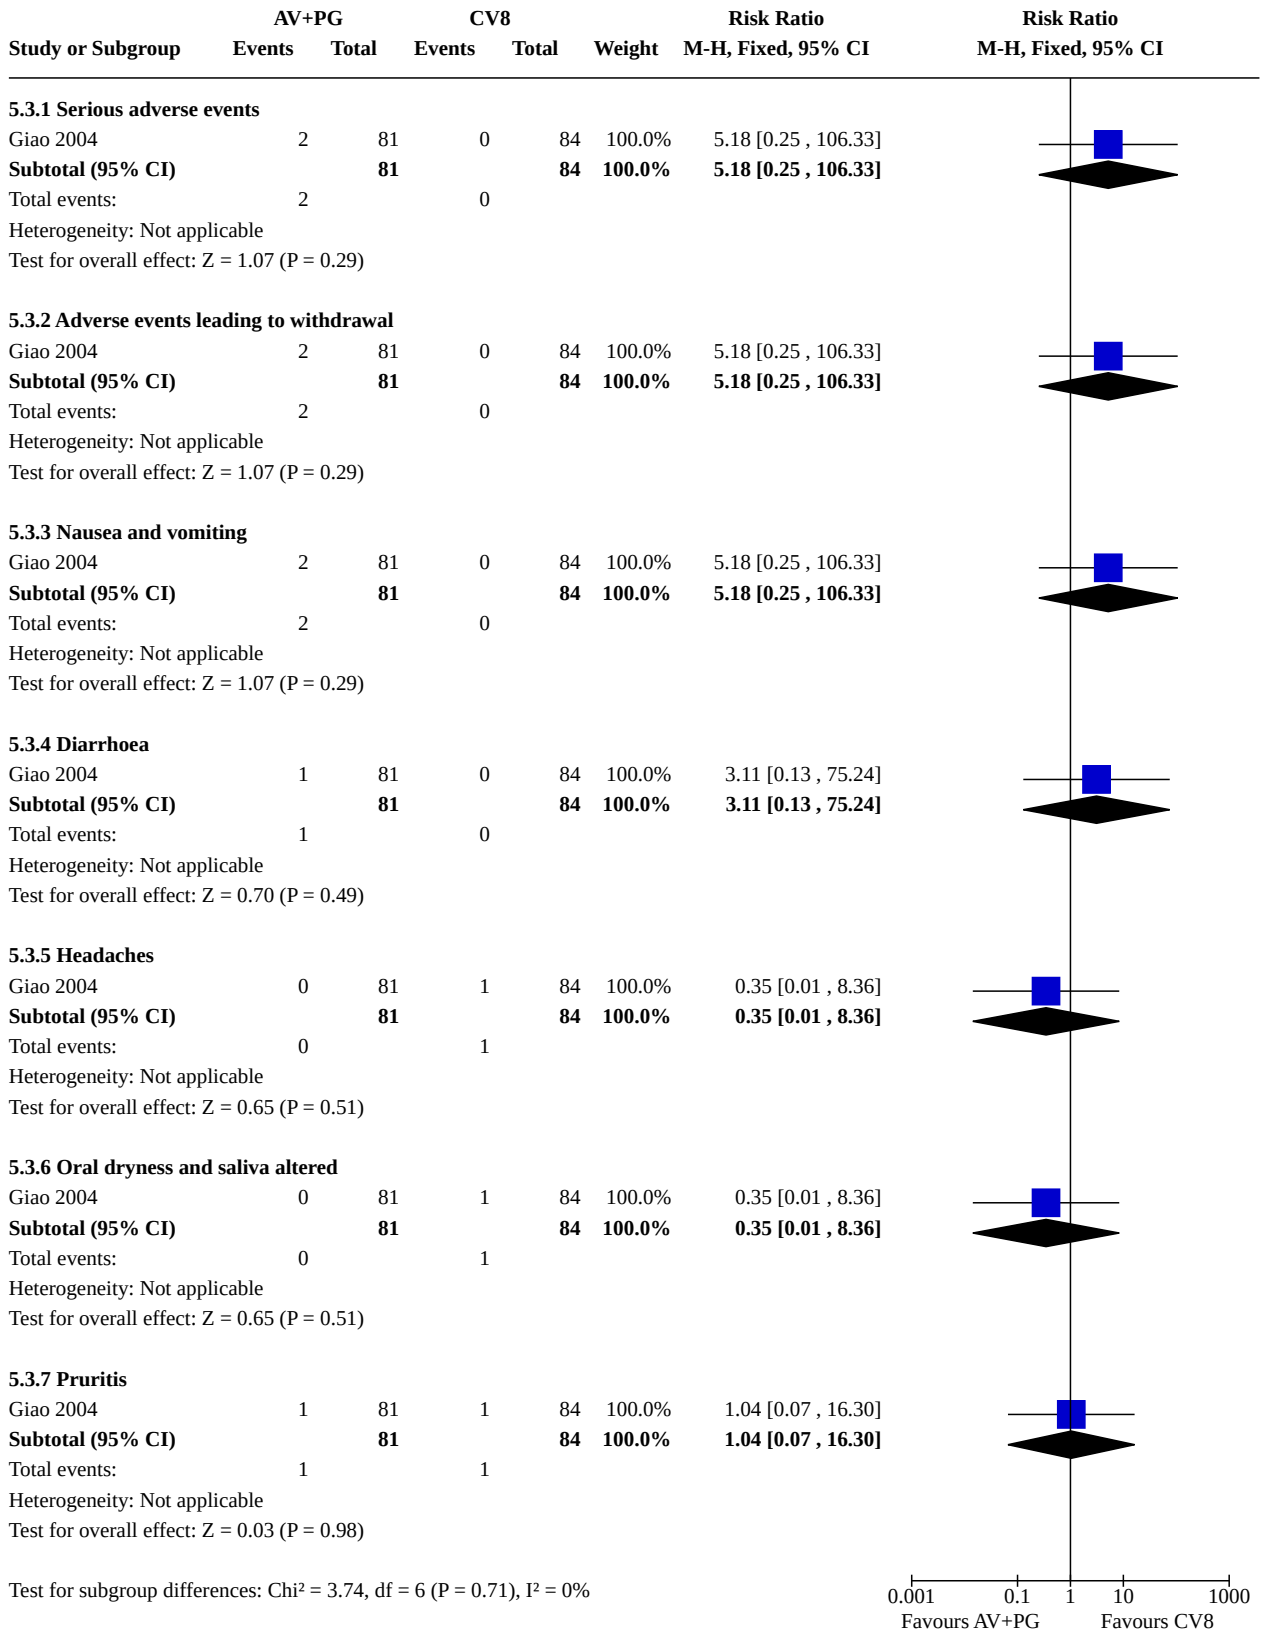 AV+PG CV8 Risk Ratio Risk Ratio
Study or Subgroup Events Total Events Total Weight M-H, Fixed, 95% CI M-H, Fixed, 95% CI
5.3.1 Serious adverse events
Giao 2004 2 81 0 84 100.0% 5.18 [0.25 , 106.33]
Subtotal (95% CI) 81 84 100.0% 5.18 [0.25 , 106.33]
Total events: 2 0
Heterogeneity: Not applicable
Test for overall effect: Z = 1.07 (P = 0.29)
5.3.2 Adverse events leading to withdrawal
Giao 2004 2 81 0 84 100.0% 5.18 [0.25 , 106.33]
Subtotal (95% CI) 81 84 100.0% 5.18 [0.25 , 106.33]
Total events: 2 0
Heterogeneity: Not applicable
Test for overall effect: Z = 1.07 (P = 0.29)
5.3.3 Nausea and vomiting
Giao 2004 2 81 0 84 100.0% 5.18 [0.25 , 106.33]
Subtotal (95% CI) 81 84 100.0% 5.18 [0.25 , 106.33]
Total events: 2 0
Heterogeneity: Not applicable
Test for overall effect: Z = 1.07 (P = 0.29)
5.3.4 Diarrhoea
Giao 2004 1 81 0 84 100.0% 3.11 [0.13 , 75.24]
Subtotal (95% CI) 81 84 100.0% 3.11 [0.13 , 75.24]
Total events: 1 0
Heterogeneity: Not applicable
Test for overall effect: Z = 0.70 (P = 0.49)
5.3.5 Headaches
Giao 2004 0 81 1 84 100.0% 0.35 [0.01 , 8.36]
Subtotal (95% CI) 81 84 100.0% 0.35 [0.01 , 8.36]
Total events: 0 1
Heterogeneity: Not applicable
Test for overall effect: Z = 0.65 (P = 0.51)
5.3.6 Oral dryness and saliva altered
Giao 2004 0 81 1 84 100.0% 0.35 [0.01 , 8.36]
Subtotal (95% CI) 81 84 100.0% 0.35 [0.01 , 8.36]
Total events: 0 1
Heterogeneity: Not applicable
Test for overall effect: Z = 0.65 (P = 0.51)
5.3.7 Pruritis
Giao 2004 1 81 1 84 100.0% 1.04 [0.07 , 16.30]
Subtotal (95% CI) 81 84 100.0% 1.04 [0.07 , 16.30]
Total events: 1 1
Heterogeneity: Not applicable
Test for overall effect: Z = 0.03 (P = 0.98)
Test for subgroup differences: Chi² = 3.74, df = 6 (P = 0.71), I² = 0%
0.001 0.1 1 10 1000
Favours AV+PG Favours CV8